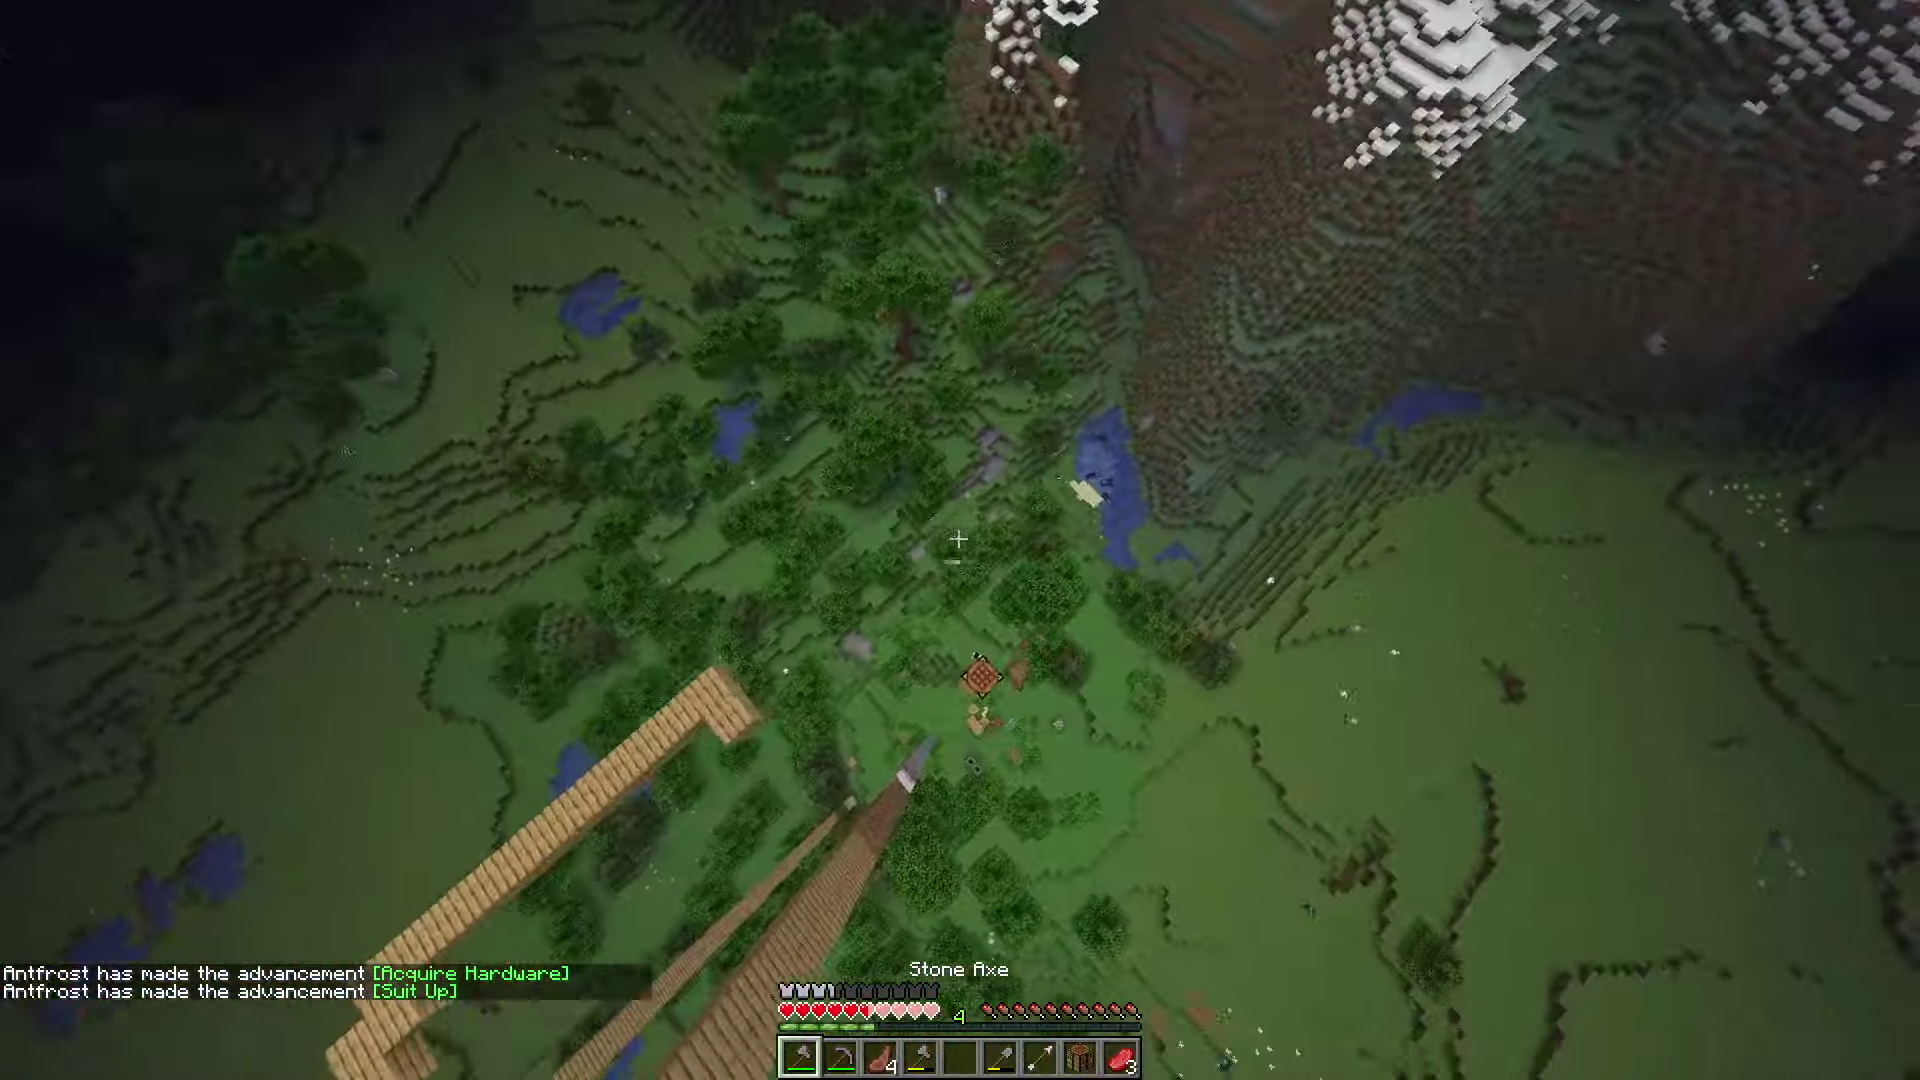 Antfrost has made the advancement [Acquire Hardware]
Antfrost has made the advancement [Suit Up]
Stone Axe
4
4
3